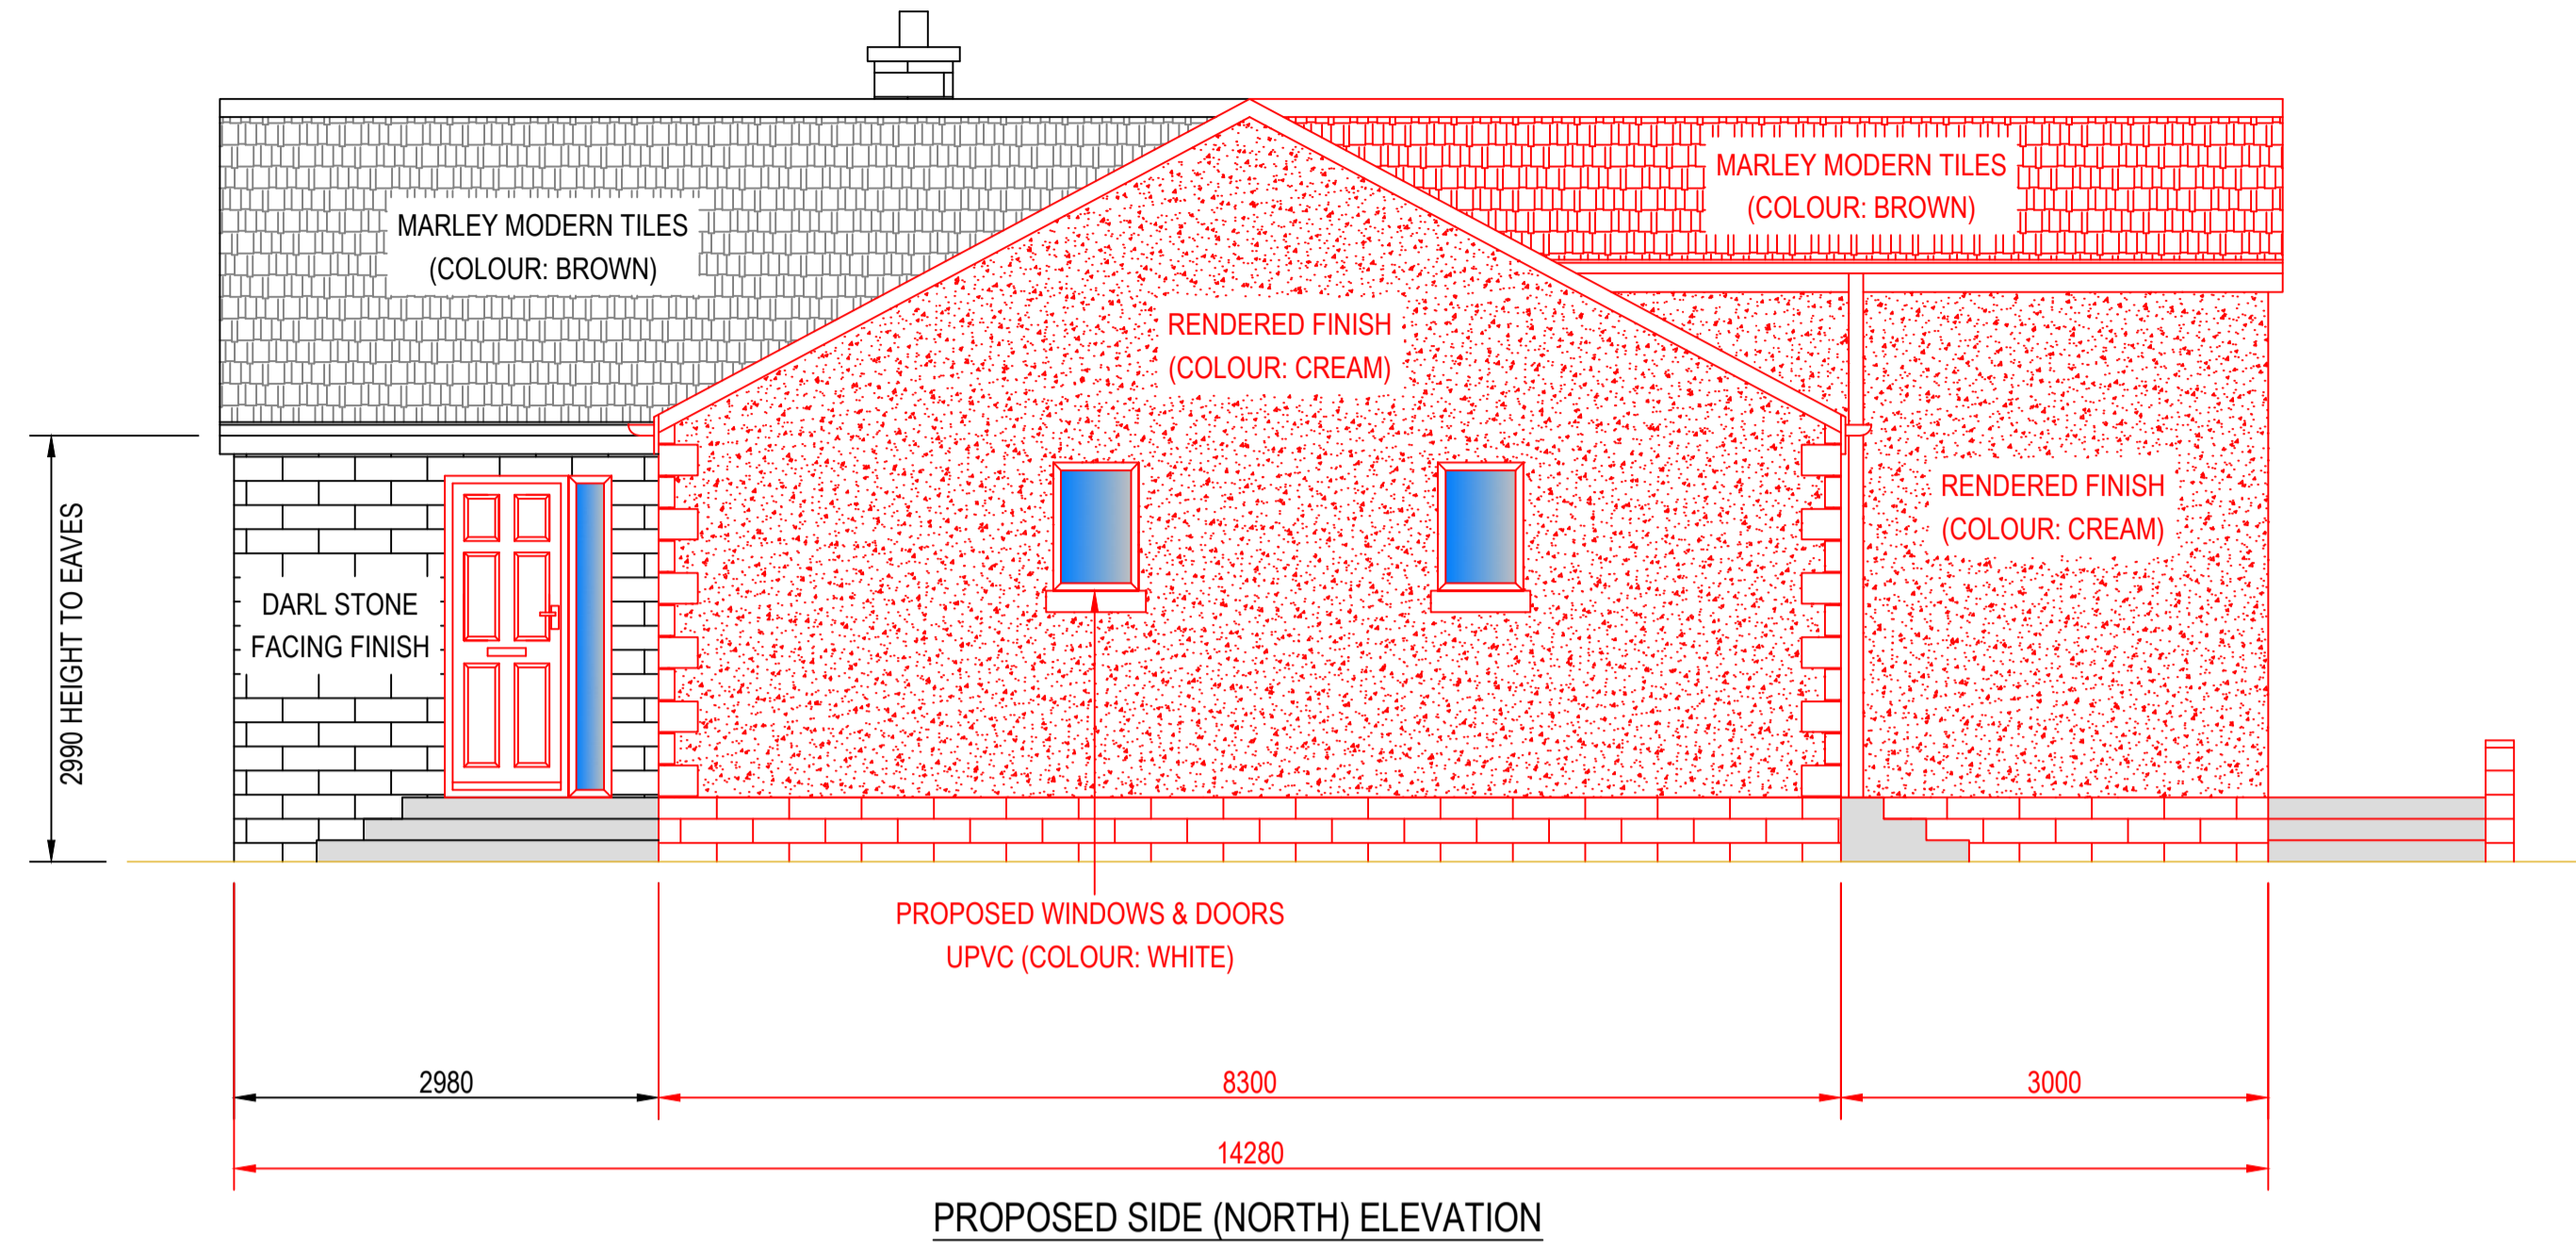 MARLEY MODERN TILES
(COLOUR: BROWN)
MARLEY MODERN TILES
(COLOUR: BROWN)
RENDERED FINISH
(COLOUR: CREAM)
RENDERED FINISH
(COLOUR: CREAM)
2990 HEIGHT TO EAVES
DARL STONE
FACING FINISH
PROPOSED WINDOWS & DOORS
UPVC (COLOUR: WHITE)
2980
8300
3000
14280
PROPOSED SIDE (NORTH) ELEVATION